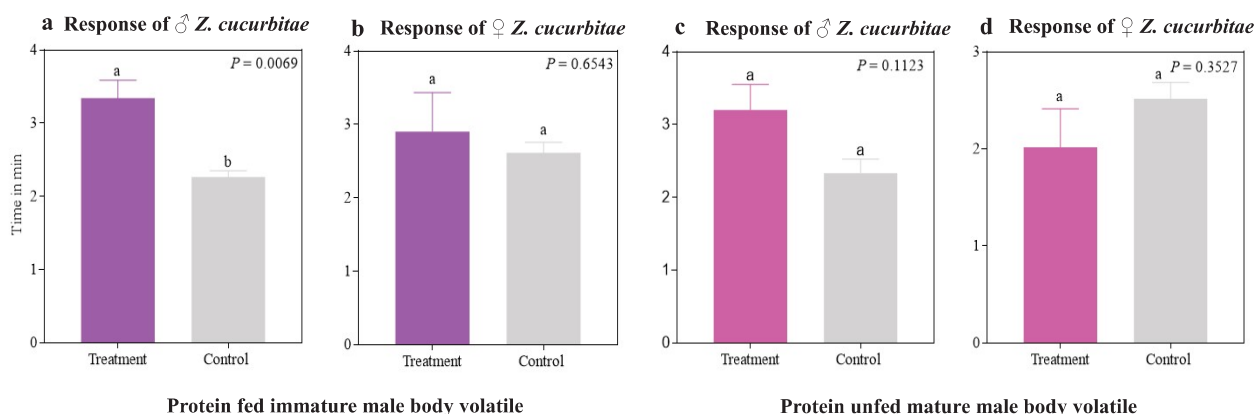 a Response of ♂ Z. cucurbitae
b Response of ♀ Z. cucurbitae
c Response of ♂ Z. cucurbitae
d Response of ♀ Z. cucurbitae
4
3
2
1
0
Time in min
P = 0.0069
a
b
Treatment
Control
4
3
2
1
0
P = 0.6543
a
a
Treatment
Control
4
3
2
1
0
P = 0.1123
a
a
Treatment
Control
3
2
1
0
P = 0.3527
a
a
Treatment
Control
Protein fed immature male body volatile
Protein unfed mature male body volatile